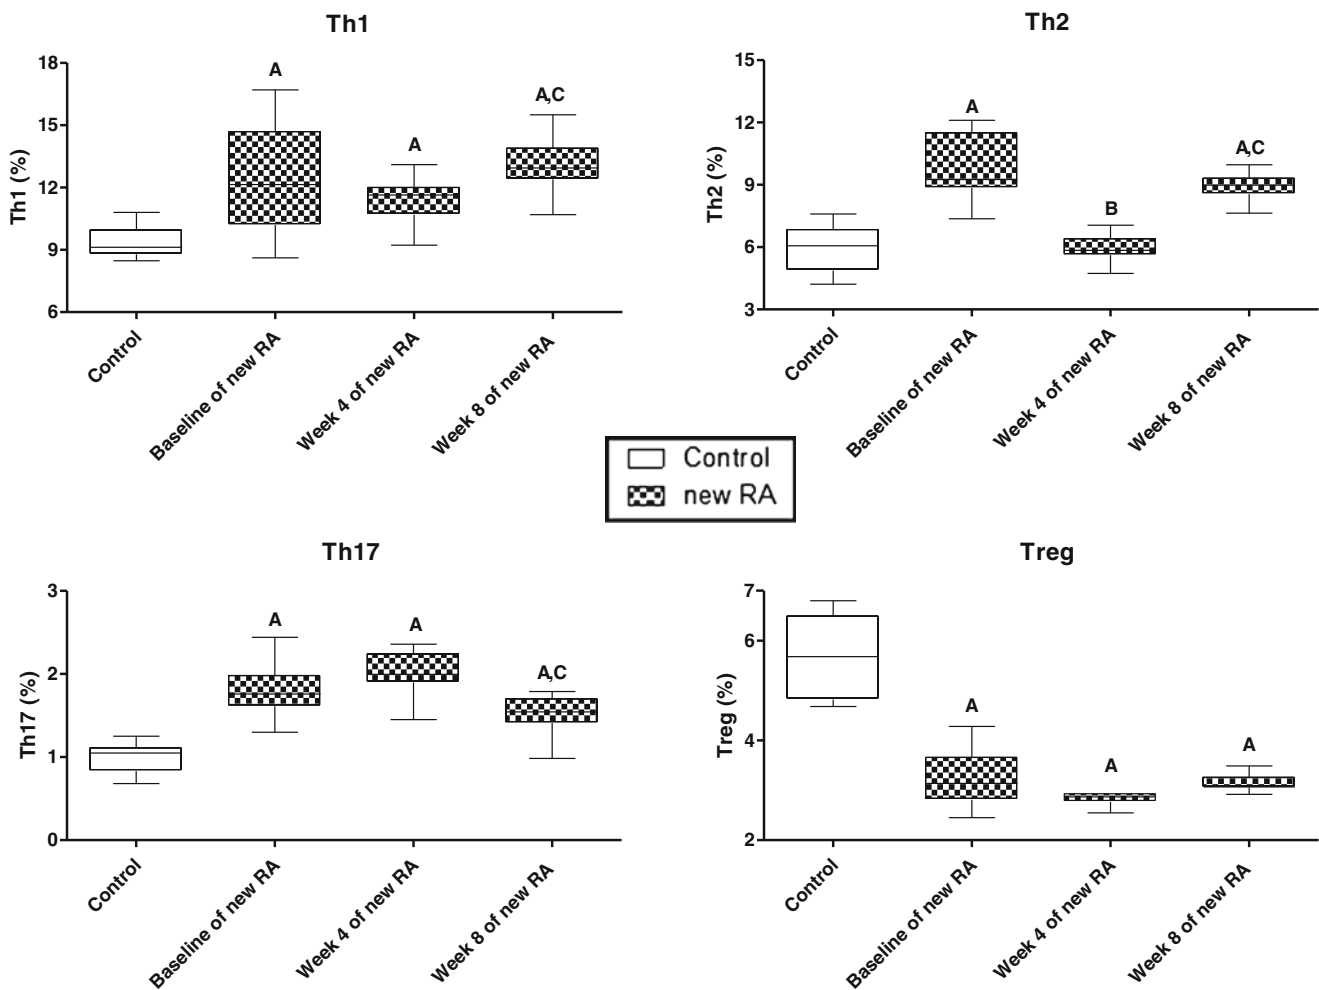 Th1
Th1 (%)
18
15
12
9
6
A
A
A,C
Control
Baseline of new RA
Week 4 of new RA
Week 8 of new RA
Th2
Th2 (%)
15
12
9
6
3
A
B
A,C
Control
Baseline of new RA
Week 4 of new RA
Week 8 of new RA
Control
new RA
Th17
Th17 (%)
3
2
1
0
A
A
A,C
Control
Baseline of new RA
Week 4 of new RA
Week 8 of new RA
Treg
Treg (%)
7
6
4
2
A
A
A
Control
Baseline of new RA
Week 4 of new RA
Week 8 of new RA